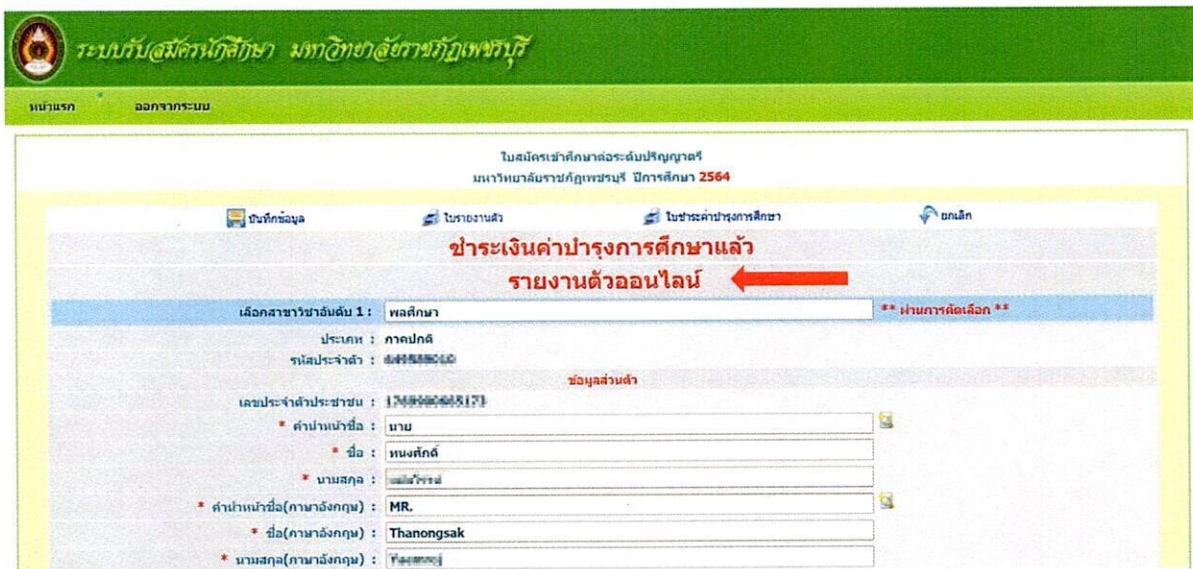 ระบบรับสมัครนักศึกษา มหาวิทยาลัยราชภัฏเพชรบุรี
หน้าแรก ออกจากระบบ
ใบสมัครเข้าศึกษาต่อระดับปริญญาตรี
มหาวิทยาลัยราชภัฏเพชรบุรี ปีการศึกษา 2564
บันทึกข้อมูล ใบรายงานตัว ใบชำระค่าบำรุงการศึกษา ยกเลิก
ชำระเงินค่าบำรุงการศึกษาแล้ว
รายงานตัวออนไลน์
เลือกสาขาวิชาอันดับ 1 : พลศึกษา ** ผ่านการคัดเลือก **
ประเภท : ภาคปกติ
รหัสประจำตัว :
ข้อมูลส่วนตัว
เลขประจำตัวประชาชน :
* คำนำหน้าชื่อ : นาย
* ชื่อ : ทนงศักดิ์
* นามสกุล :
* คำนำหน้าชื่อ(ภาษาอังกฤษ) : MR.
* ชื่อ(ภาษาอังกฤษ) : Thanongsak
* นามสกุล(ภาษาอังกฤษ) :